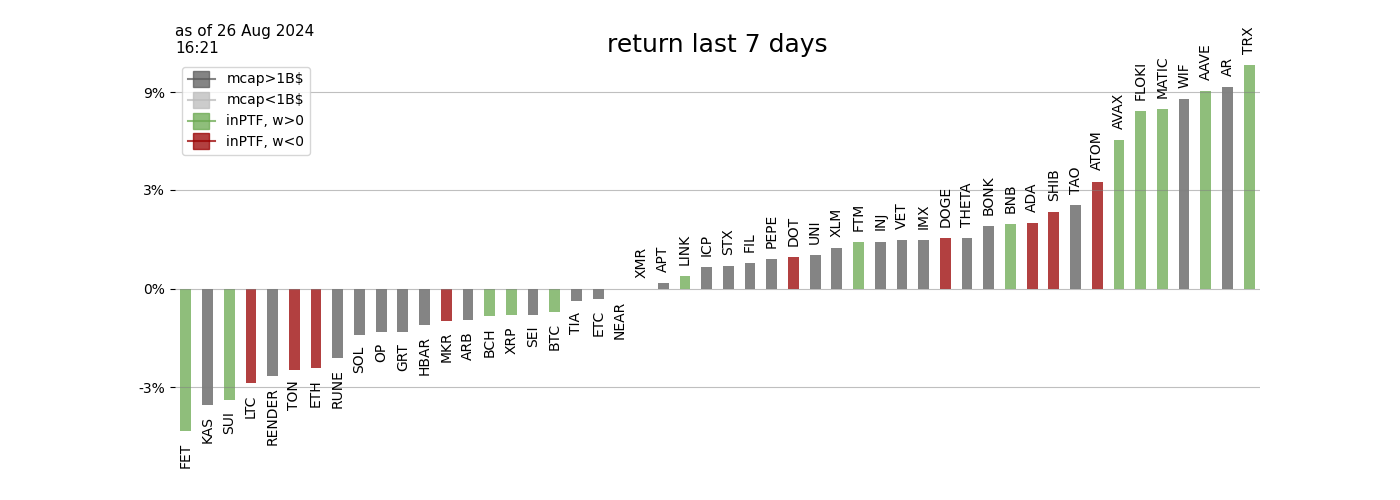 as of 26 Aug 2024
16:21
return last 7 days
mcap>1B$
mcap<1B$
inPTF, w>0
inPTF, w<0
9%
3%
0%
-3%
FET
KAS
SUI
LTC
RENDER
TON
ETH
RUNE
SOL
OP
GRT
HBAR
MKR
ARB
BCH
XRP
SEI
BTC
TIA
ETC
NEAR
XMR
APT
LINK
ICP
STX
FIL
PEPE
DOT
UNI
XLM
FTM
INJ
VET
IMX
DOGE
THETA
BONK
BNB
ADA
SHIB
TAO
ATOM
AVAX
FLOKI
MATIC
WIF
AAVE
AR
TRX